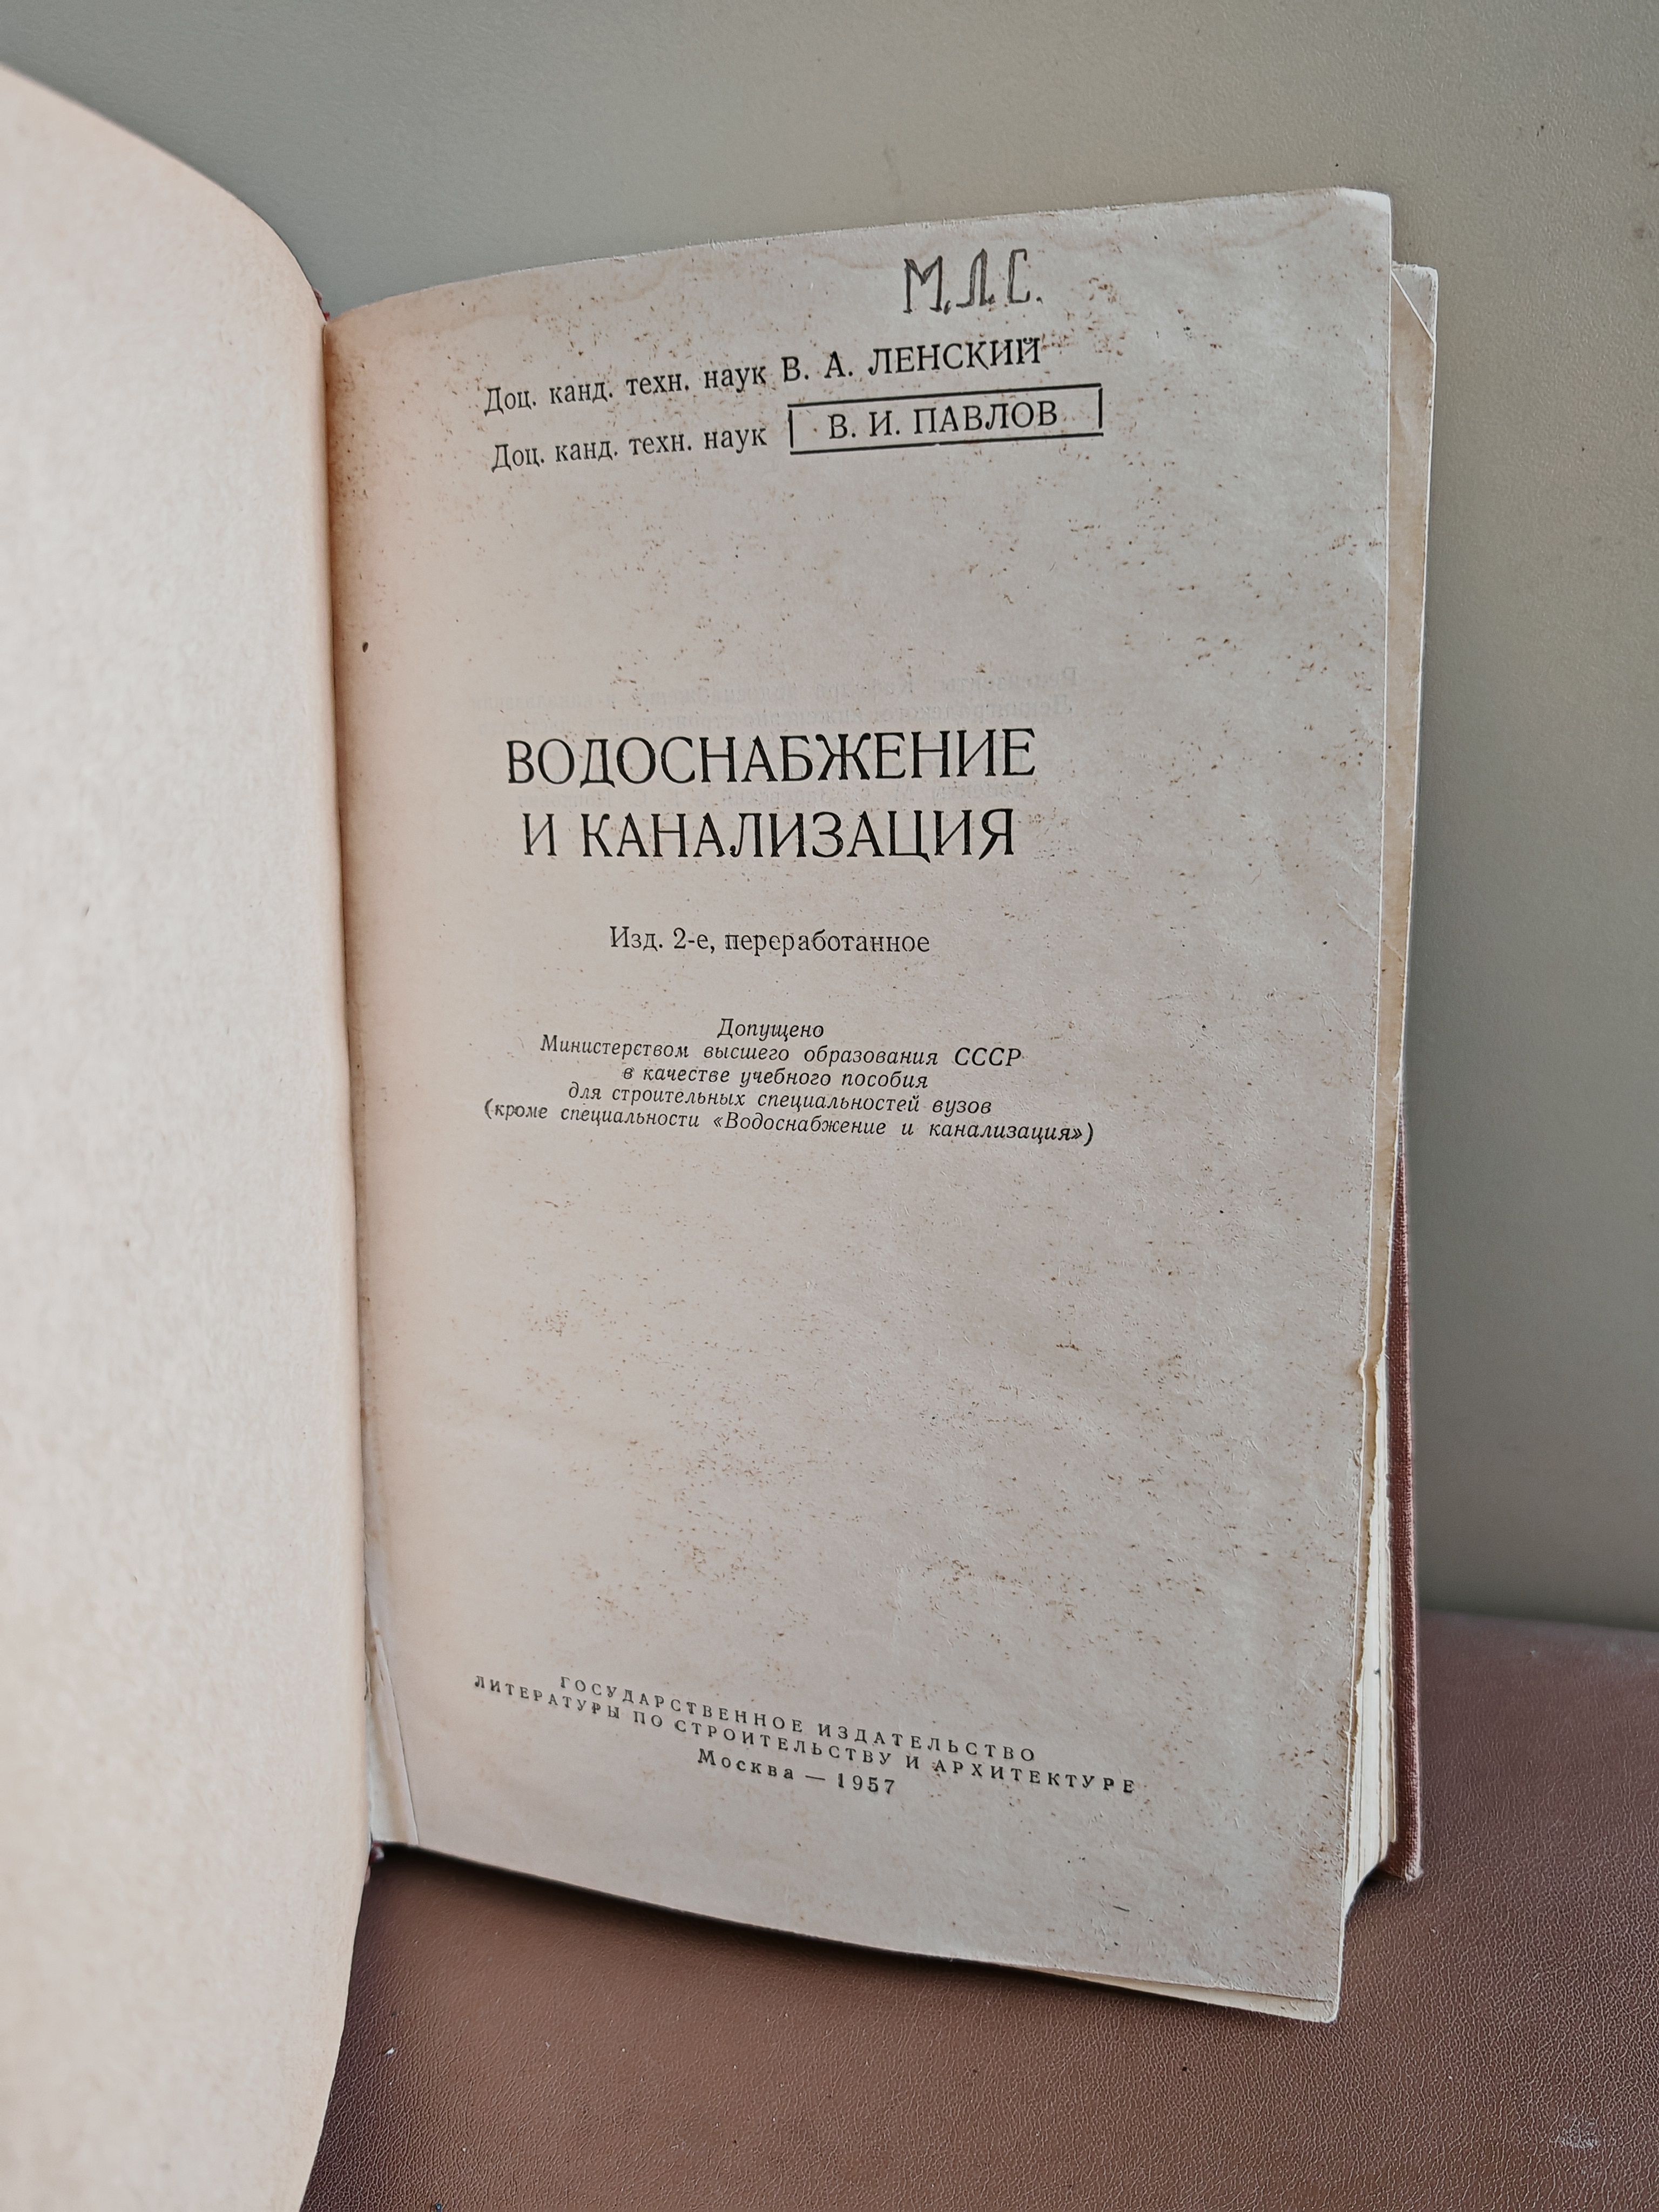 М.Л.С.
Доц. канд. техн. наук В. А. ЛЕНСКИЙ
Доц. канд. техн. наук В. И. ПАВЛОВ
ВОДОСНАБЖЕНИЕ
И КАНАЛИЗАЦИЯ
Изд. 2-е, переработанное
Допущено
Министерством высшего образования СССР
в качестве учебного пособия
для строительных специальностей вузов
(кроме специальности «Водоснабжение и канализация»)
ГОСУДАРСТВЕННОЕ ИЗДАТЕЛЬСТВО
ЛИТЕРАТУРЫ ПО СТРОИТЕЛЬСТВУ И АРХИТЕКТУРЕ
Москва — 1957